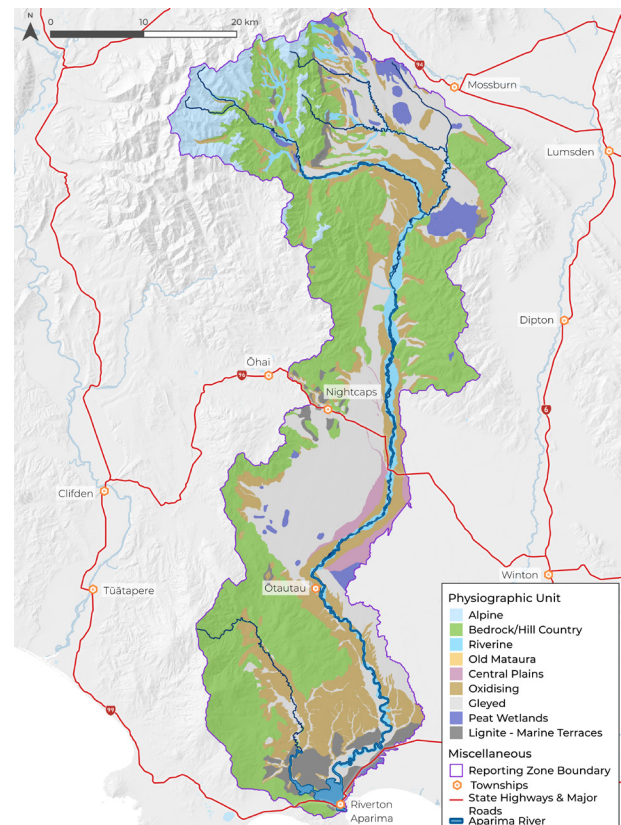 N
0 10 20 km
94
Mossburn
Lumsden
Dipton
Ōhai
96
Nightcaps
6
Clifden
Winton
Ōtautau
Tūātapere
99
Riverton
Aparima
Physiographic Unit
Alpine
Bedrock/Hill Country
Riverine
Old Mataura
Central Plains
Oxidising
Gleyed
Peat Wetlands
Lignite - Marine Terraces
Miscellaneous
Reporting Zone Boundary
Townships
State Highways & Major
Roads
Aparima River